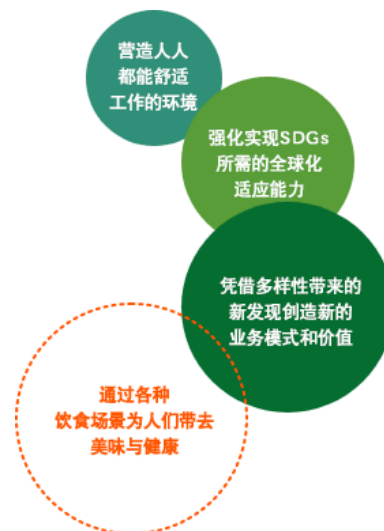 营造人人
都能舒适
工作的环境
强化实现SDGs
所需的全球化
适应能力
凭借多样性带来的
新发现创造新的
业务模式和价值
通过各种
饮食场景为人们带去
美味与健康